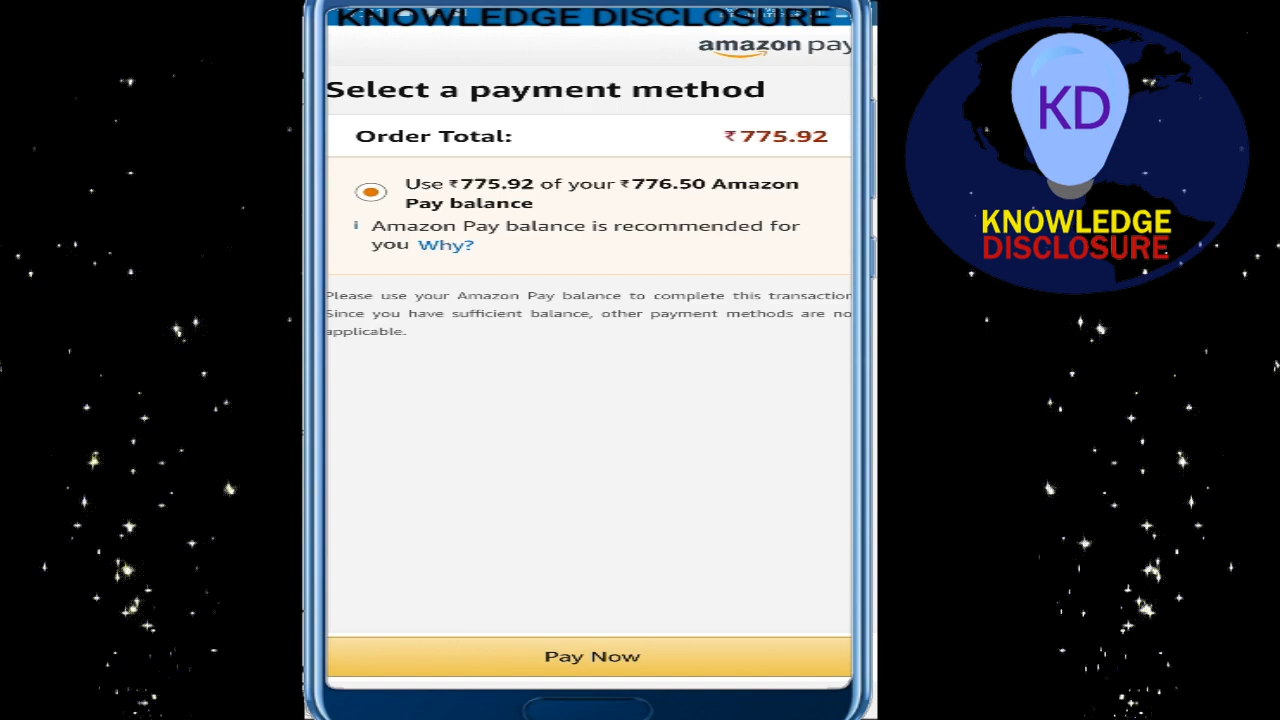 KNOWLEDGE DISCLOSURE
amazon pay
Select a payment method
Order Total: ₹775.92
Use ₹775.92 of your ₹776.50 Amazon
Pay balance
i Amazon Pay balance is recommended for
you Why?
Please use your Amazon Pay balance to complete this transaction
Since you have sufficient balance, other payment methods are no
applicable.
Pay Now
KD
KNOWLEDGE
DISCLOSURE